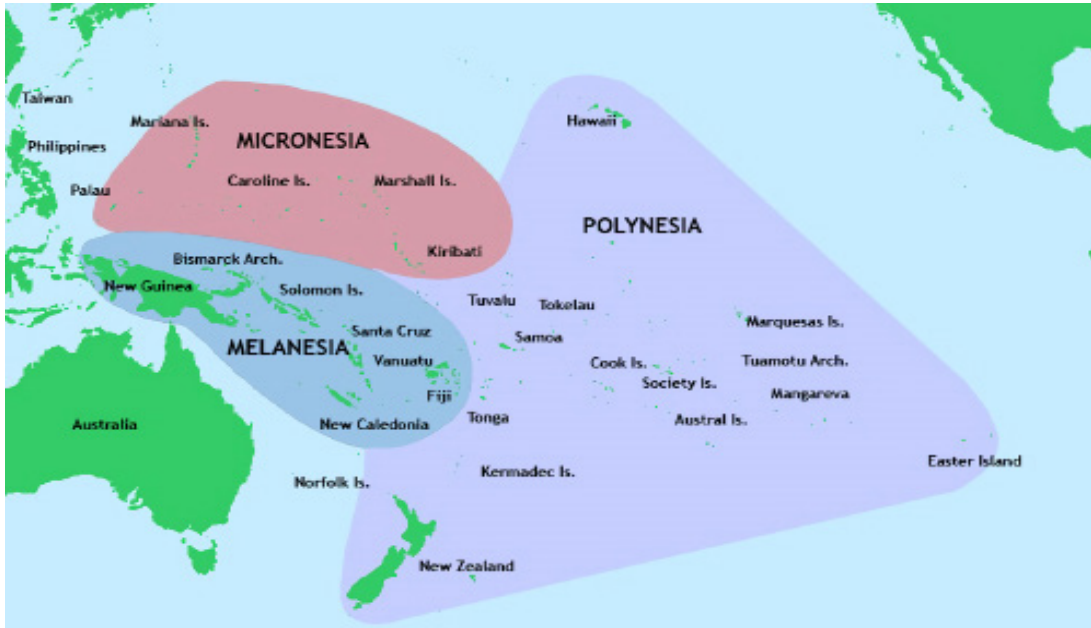 Taiwan
Mariana Is.
Hawaii
MICRONESIA
Philippines
Caroline Is.
Marshall Is.
Palau
POLYNESIA
Kiribati
Bismarck Arch.
New Guinea
Solomon Is.
Tuvalu
Tokelau
Santa Cruz
Samoa
Marquesas Is.
MELANESIA
Vanuatu
Cook Is.
Tuamotu Arch.
Society Is.
Fiji
Mangareva
Australia
New Caledonia
Tonga
Austral Is.
Easter Island
Kermadec Is.
Norfolk Is.
New Zealand